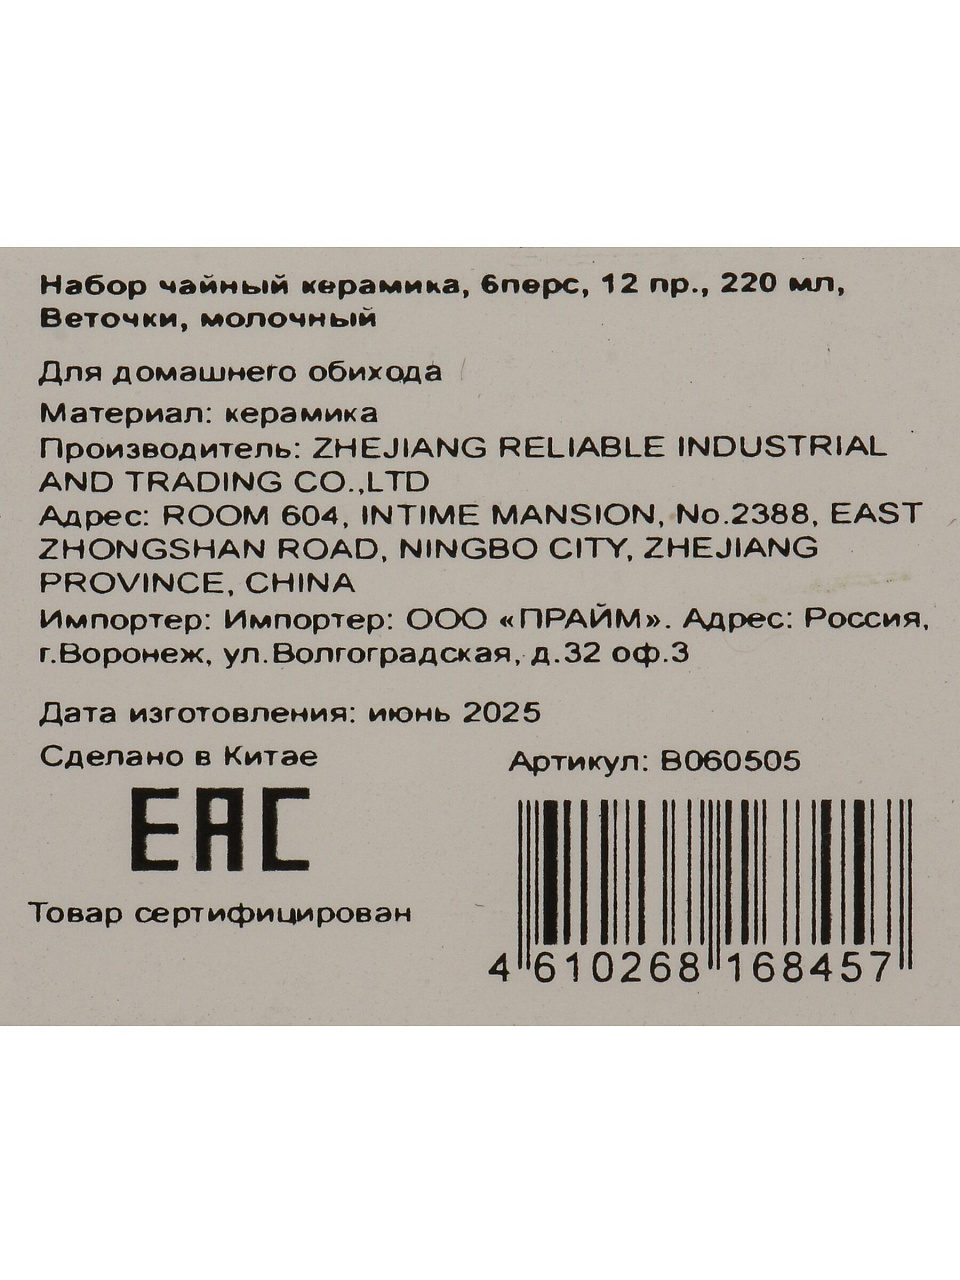 Набор чайный керамика, 6перс, 12 пр., 220 мл,
Веточки, молочный
Для домашнего обихода
Материал: керамика
Производитель: ZHEJIANG RELIABLE INDUSTRIAL
AND TRADING CO.,LTD
Адрес: ROOM 604, INTIME MANSION, No.2388, EAST
ZHONGSHAN ROAD, NINGBO CITY, ZHEJIANG
PROVINCE, CHINA
Импортер: Импортер: ООО «ПРАЙМ». Адрес: Россия,
г.Воронеж, ул.Волгоградская, д.32 оф.3
Дата изготовления: июнь 2025
Сделано в Китае
Артикул: B060505
EAC
Товар сертифицирован
4 610268 168457